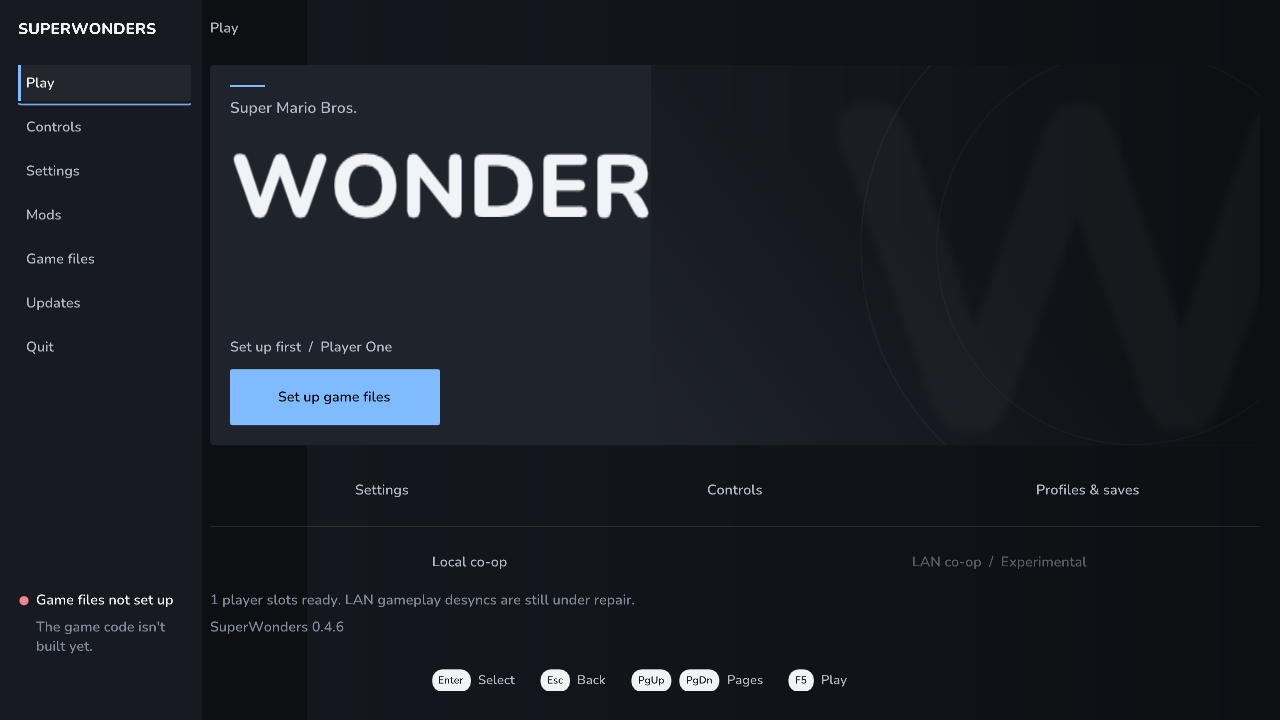 SUPERWONDERS
Play
Controls
Settings
Mods
Game files
Updates
Quit
Game files not set up
The game code isn't
built yet.
Play
Super Mario Bros.
WONDER
W
Set up first / Player One
Set up game files
Settings
Controls
Profiles & saves
Local co-op
LAN co-op / Experimental
1 player slots ready. LAN gameplay desyncs are still under repair.
SuperWonders 0.4.6
Enter Select Esc Back PgUp PgDn Pages F5 Play